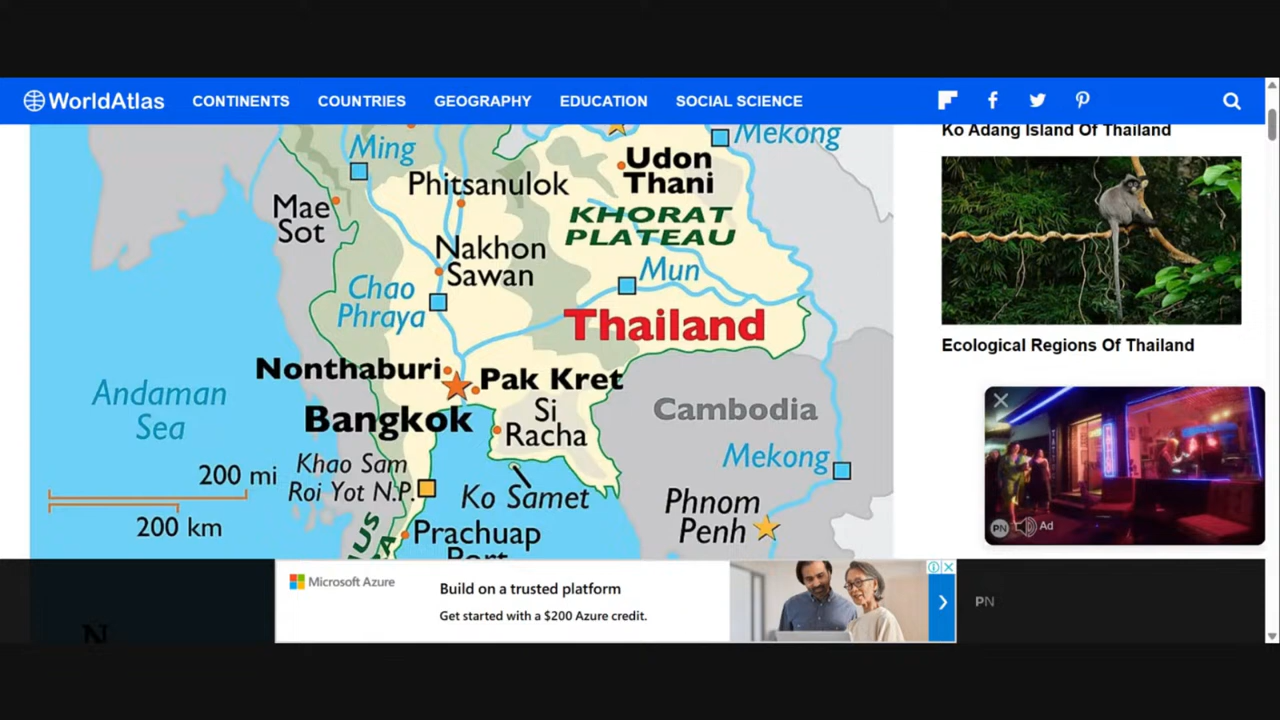 WorldAtlas CONTINENTS COUNTRIES GEOGRAPHY EDUCATION SOCIAL SCIENCE
Mekong
Ming
Udon
Thani
Phitsanulok
Mae
Sot
KHORAT
PLATEAU
Nakhon
Sawan
Mun
Chao
Phraya
Thailand
Nonthaburi
Pak Kret
Bangkok
Si
Racha
Cambodia
Andaman
Sea
Mekong
200 mi
200 km
Khao Sam
Roi Yot N.P.
Ko Samet
Phnom
Penh
Prachuap
N
Ko Adang Island Of Thailand
Ecological Regions Of Thailand
PN Ad
Microsoft Azure
Build on a trusted platform
Get started with a $200 Azure credit.
PN